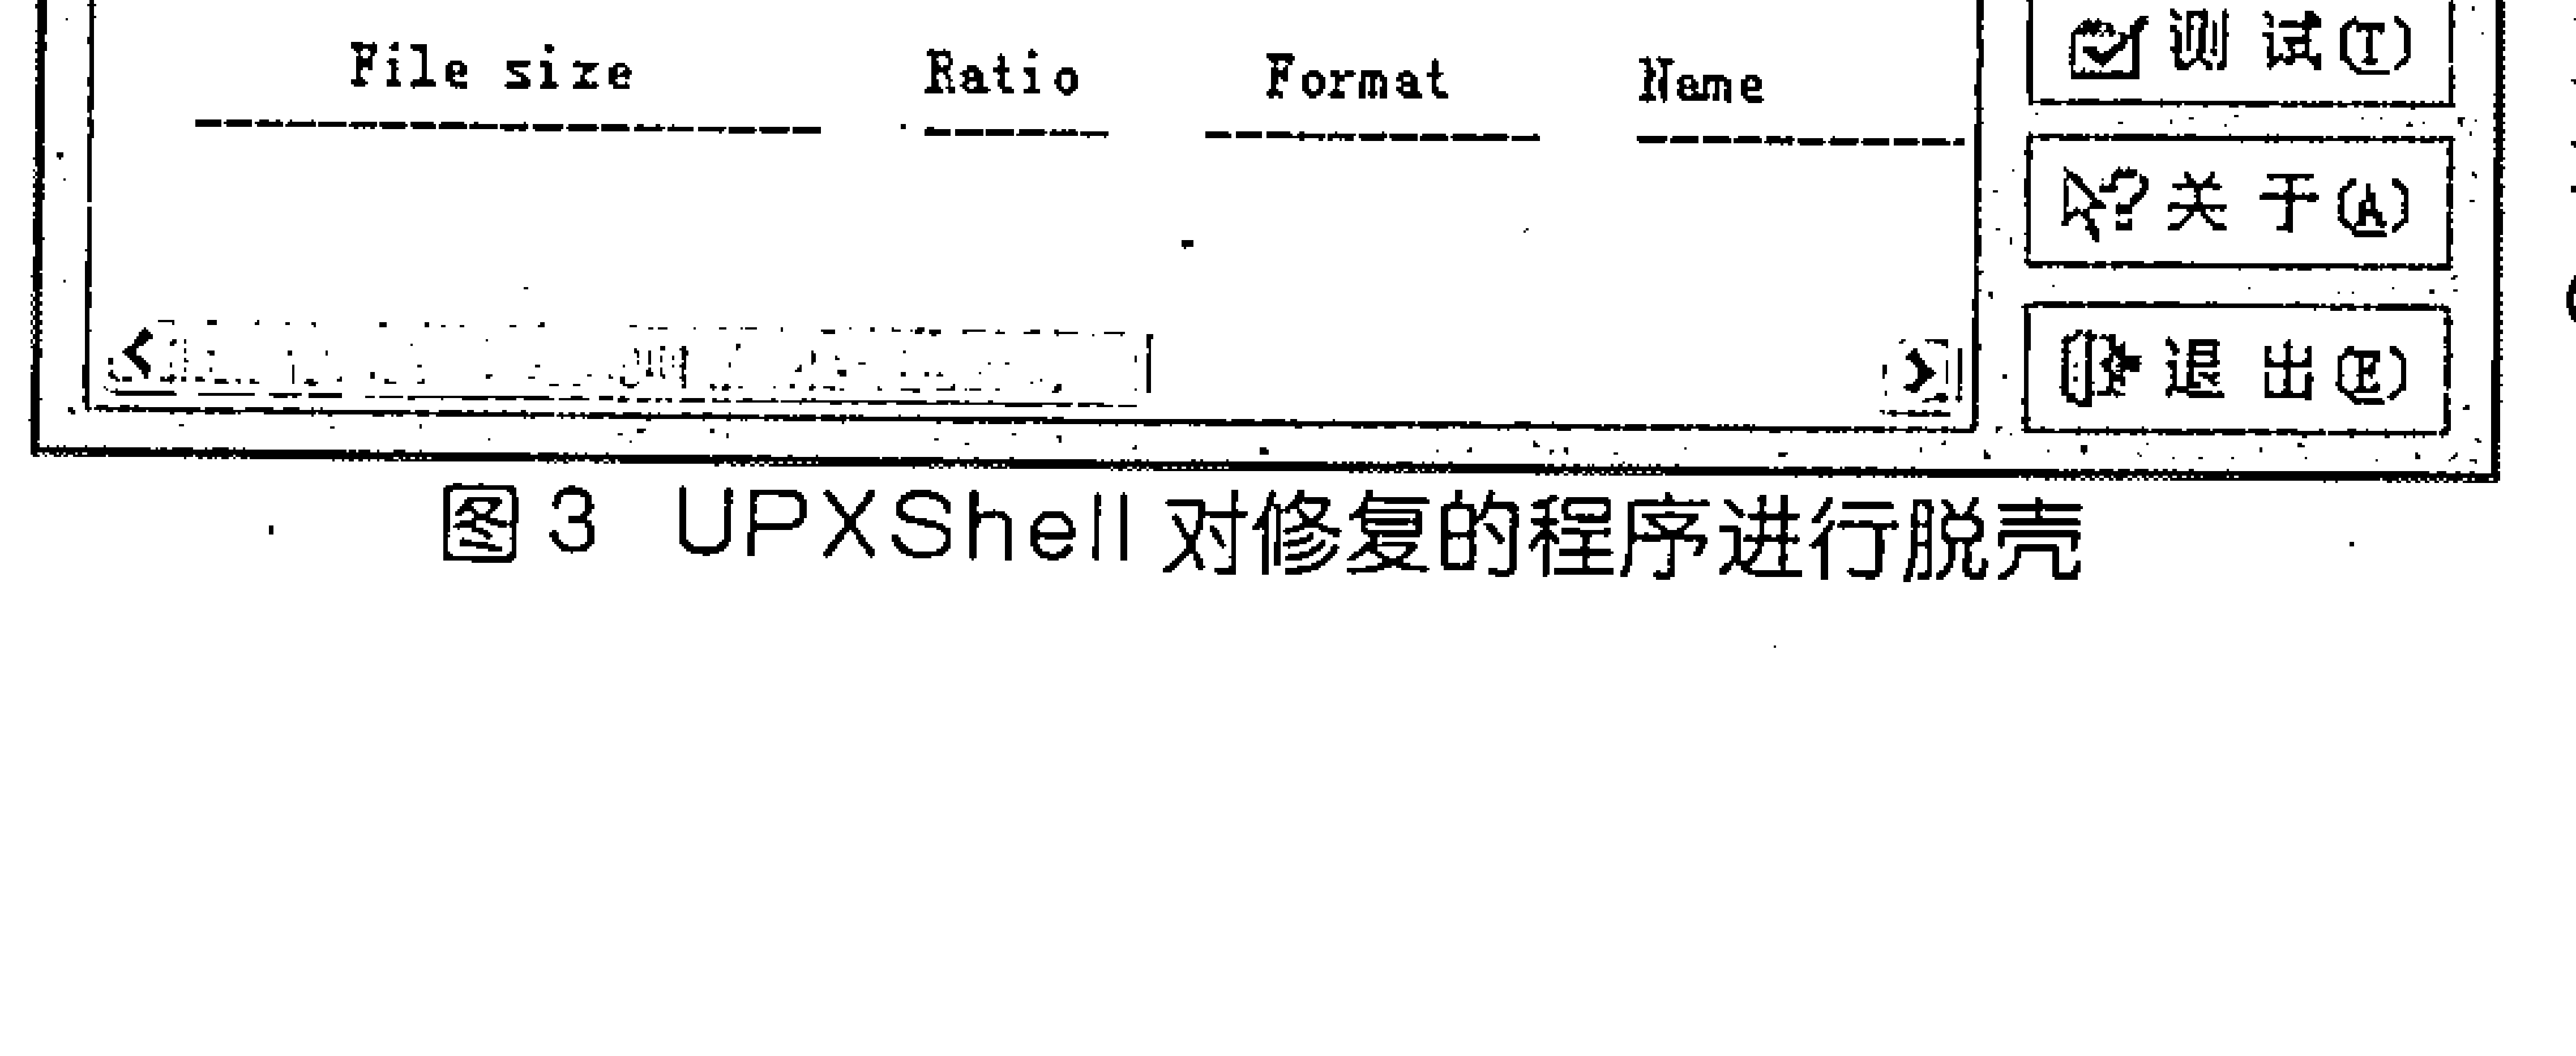 File size Ratio Format Name
测 试(T)
关 于(A)
退 出(E)
图 3 UPXShell 对修复的程序进行脱壳